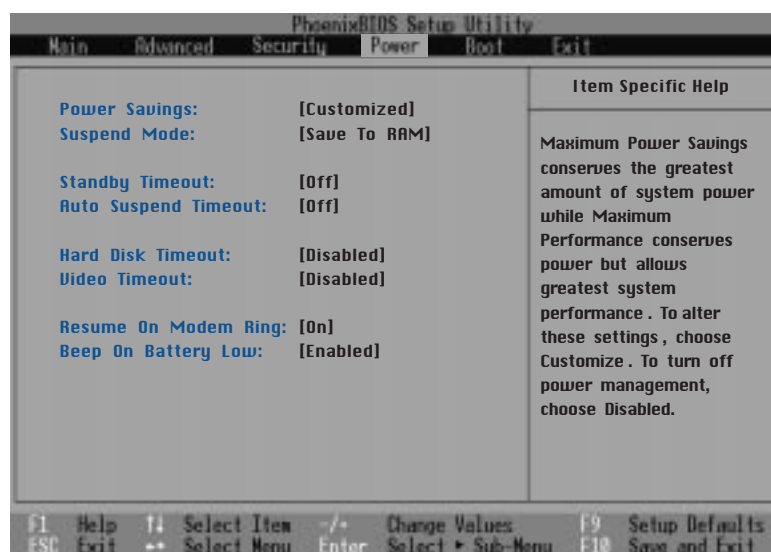 PhoenixBIOS Setup Utility
Main Advanced Security Power Boot Exit
Power Savings: [Customized]
Suspend Mode: [Save To RAM]
Standby Timeout: [Off]
Auto Suspend Timeout: [Off]
Hard Disk Timeout: [Disabled]
Video Timeout: [Disabled]
Resume On Modem Ring: [On]
Beep On Battery Low: [Enabled]
Item Specific Help
Maximum Power Savings
conserves the greatest
amount of system power
while Maximum
Performance conserves
power but allows
greatest system
performance . To alter
these settings , choose
Customize . To turn off
power management,
choose Disabled.
F1 Help ↑↓ Select Item -/+ Change Values F9 Setup Defaults
ESC Exit ↔ Select Menu Enter Select ► Sub-Menu F10 Save and Exit